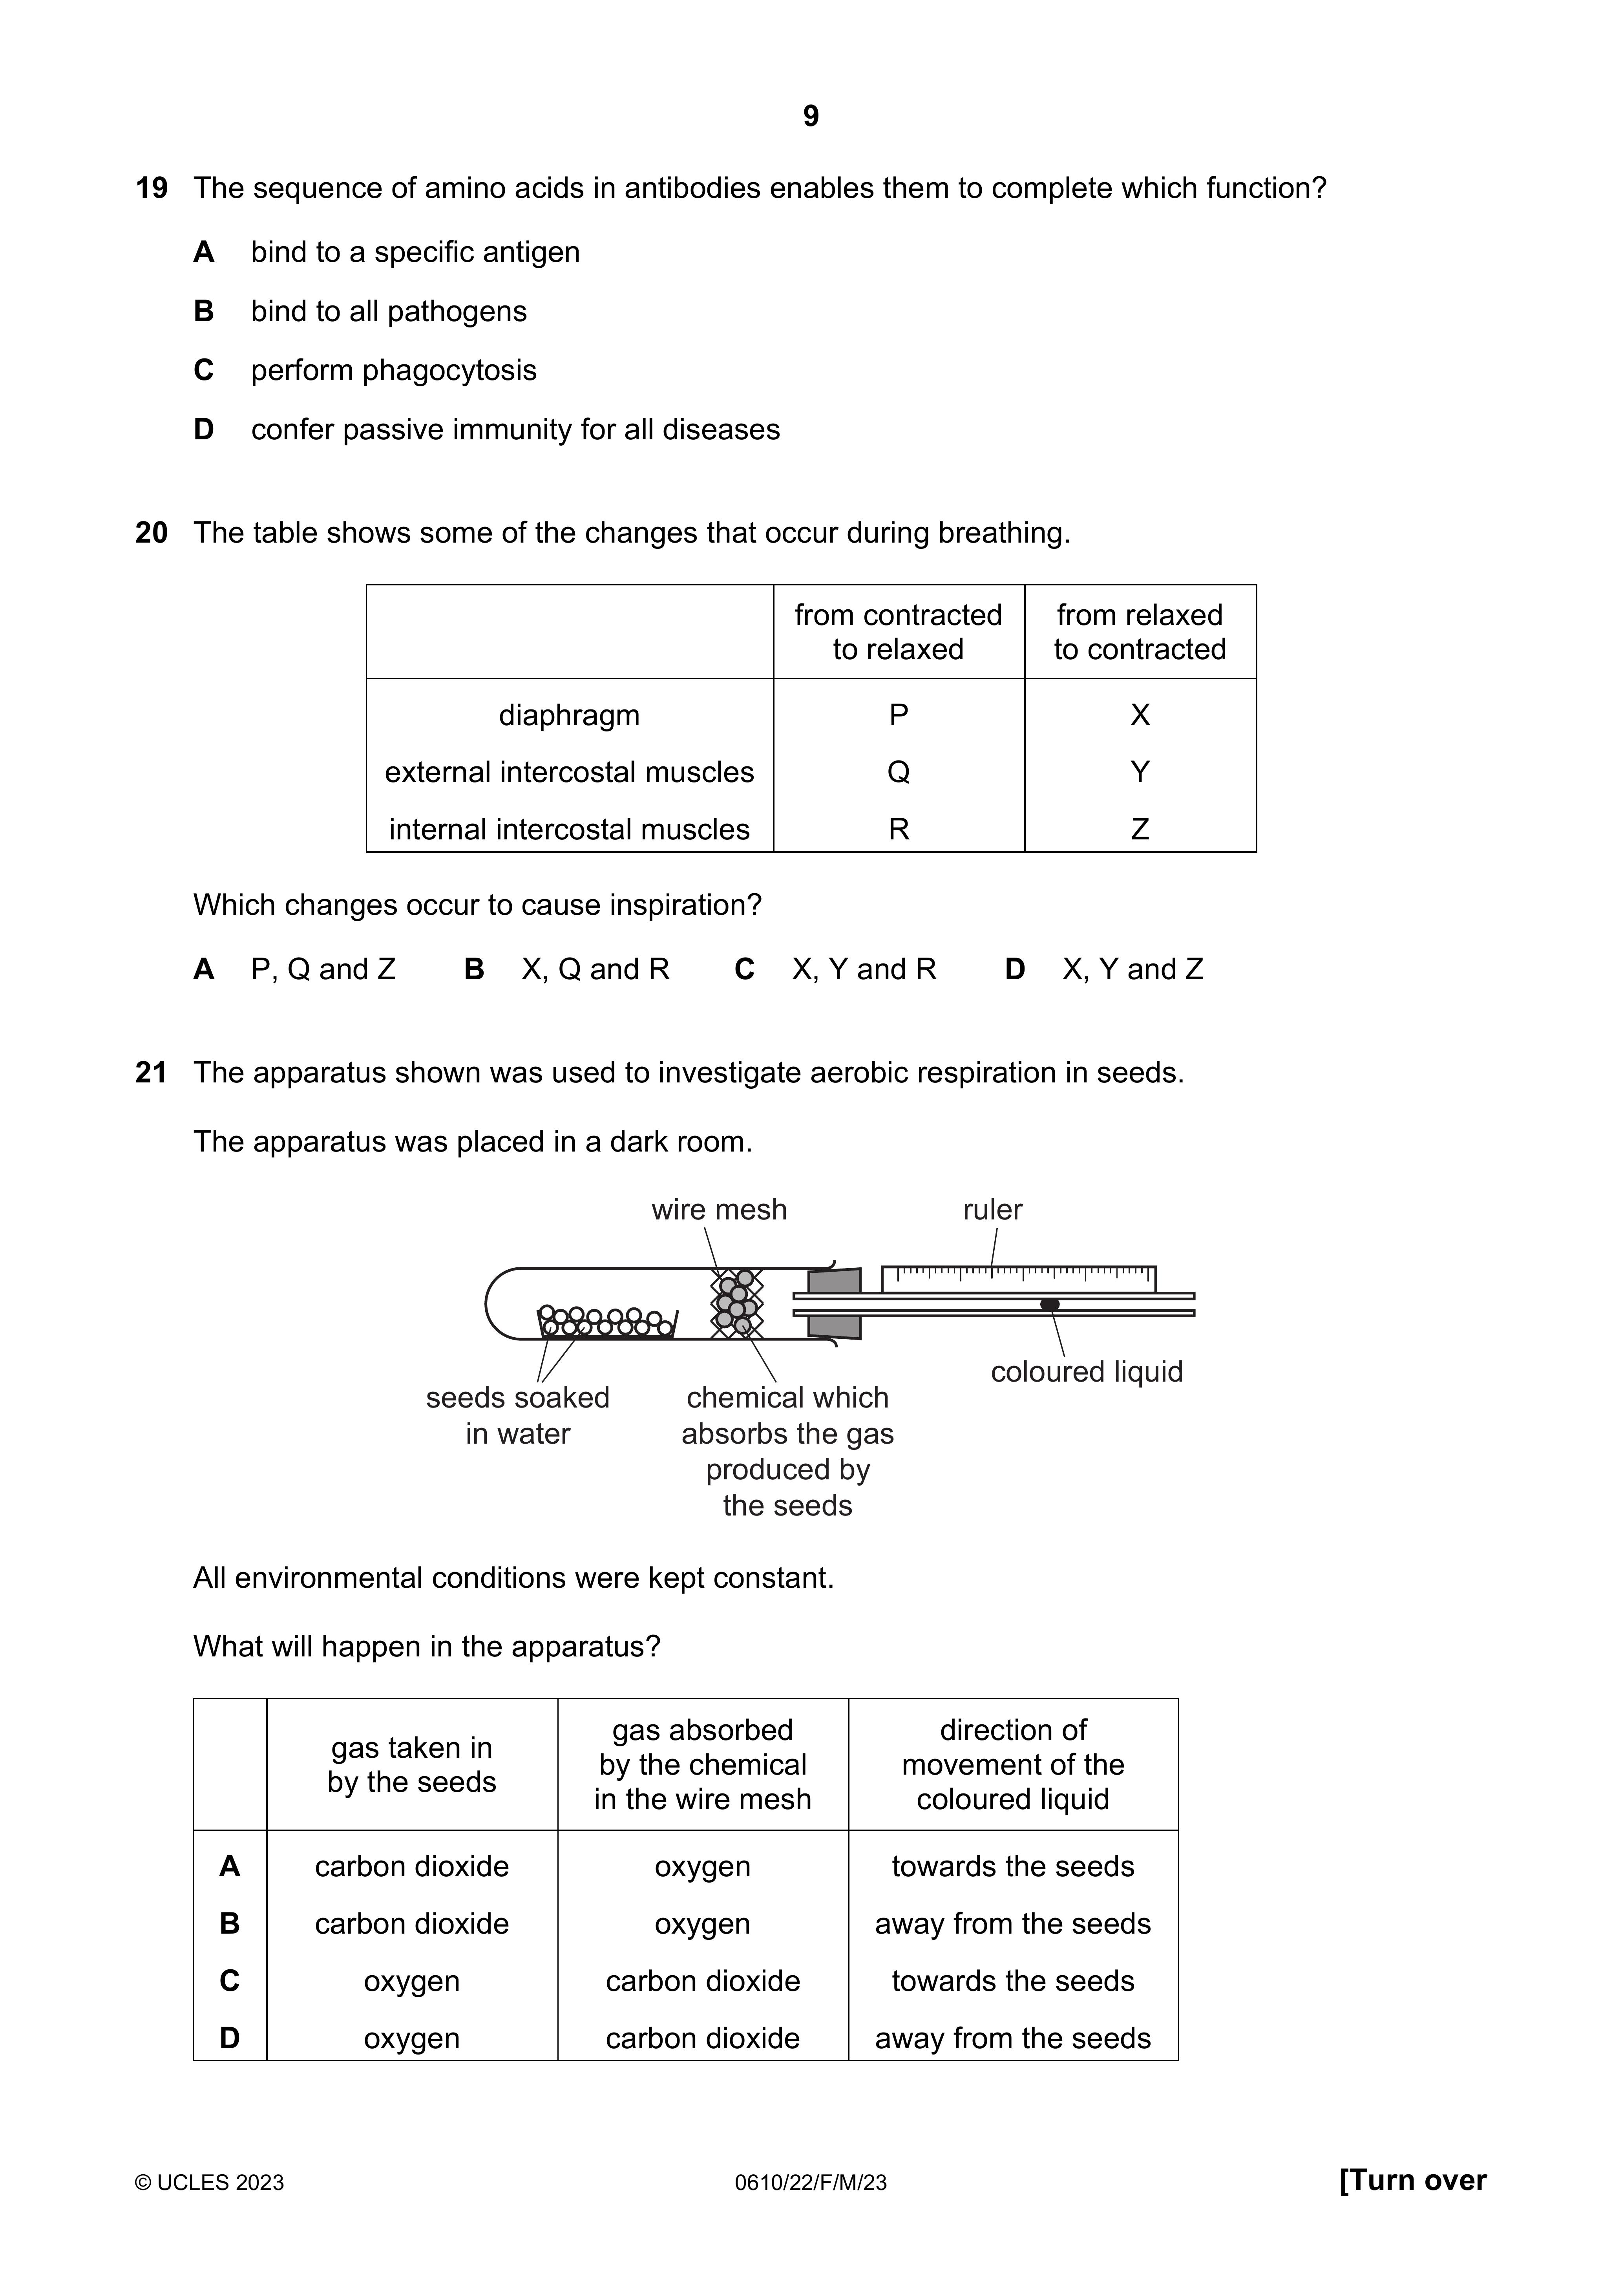 9
19 The sequence of amino acids in antibodies enables them to complete which function?
A bind to a specific antigen
B bind to all pathogens
C perform phagocytosis
D confer passive immunity for all diseases
20 The table shows some of the changes that occur during breathing.
from contracted to relaxed
from relaxed to contracted
diaphragm P X
external intercostal muscles Q Y
internal intercostal muscles R Z
Which changes occur to cause inspiration?
A P, Q and Z B X, Q and R C X, Y and R D X, Y and Z
21 The apparatus shown was used to investigate aerobic respiration in seeds.
The apparatus was placed in a dark room.
wire mesh
ruler
coloured liquid
seeds soaked
in water
chemical which
absorbs the gas
produced by
the seeds
All environmental conditions were kept constant.
What will happen in the apparatus?
gas taken in
by the seeds
gas absorbed
by the chemical
in the wire mesh
direction of
movement of the
coloured liquid
A carbon dioxide oxygen towards the seeds
B carbon dioxide oxygen away from the seeds
C oxygen carbon dioxide towards the seeds
D oxygen carbon dioxide away from the seeds
© UCLES 2023 0610/22/F/M/23 [Turn over